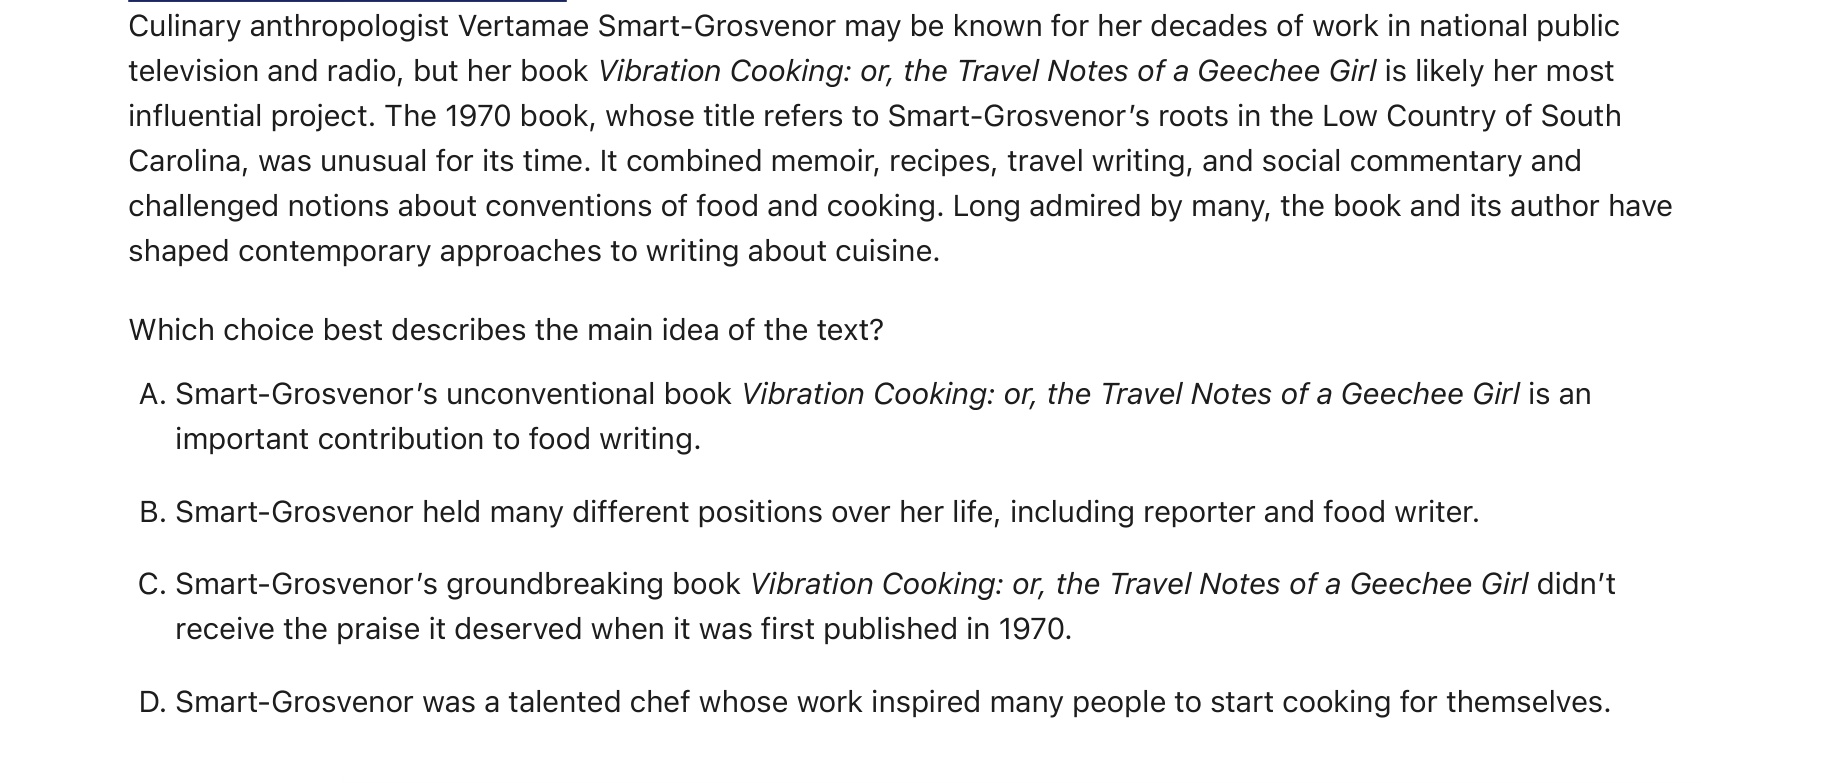 Culinary anthropologist Vertamae Smart-Grosvenor may be known for her decades of work in national public
television and radio, but her book Vibration Cooking: or, the Travel Notes of a Geechee Girl is likely her most
influential project. The 1970 book, whose title refers to Smart-Grosvenor’s roots in the Low Country of South
Carolina, was unusual for its time. It combined memoir, recipes, travel writing, and social commentary and
challenged notions about conventions of food and cooking. Long admired by many, the book and its author have
shaped contemporary approaches to writing about cuisine.
Which choice best describes the main idea of the text?
A. Smart-Grosvenor’s unconventional book Vibration Cooking: or, the Travel Notes of a Geechee Girl is an
important contribution to food writing.
B. Smart-Grosvenor held many different positions over her life, including reporter and food writer.
C. Smart-Grosvenor’s groundbreaking book Vibration Cooking: or, the Travel Notes of a Geechee Girl didn’t
receive the praise it deserved when it was first published in 1970.
D. Smart-Grosvenor was a talented chef whose work inspired many people to start cooking for themselves.